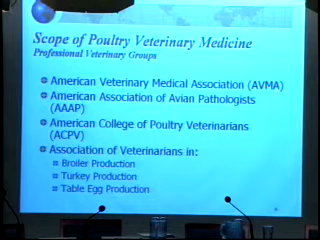 Scope of Poultry Veterinary Medicine
Professional Veterinary Groups
American Veterinary Medical Association (AVMA)
American Association of Avian Pathologists
(AAAP)
American College of Poultry Veterinarians
(ACPV)
Association of Veterinarians in:
Broiler Production
Turkey Production
Table Egg Production